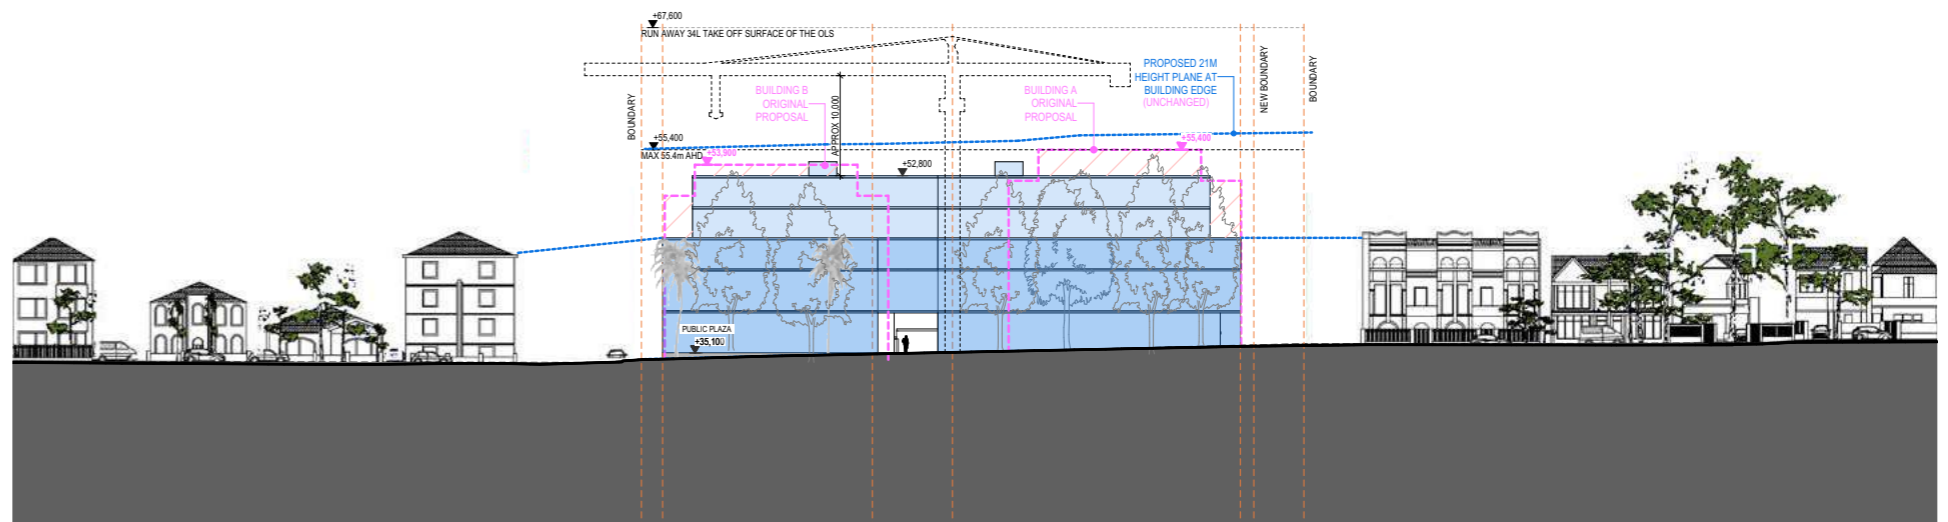 +67,600
RUN AWAY 34L TAKE OFF SURFACE OF THE OLS
BOUNDARY
BUILDING B
ORIGINAL
PROPOSAL
APPROX 10,000
BUILDING A
ORIGINAL
PROPOSAL
PROPOSED 21M
HEIGHT PLANE AT
BUILDING EDGE
(UNCHANGED)
NEW BOUNDARY
BOUNDARY
+55,400
MAX 55.4m AHD
+53,900
+52,800
+55,400
PUBLIC PLAZA
+35,100